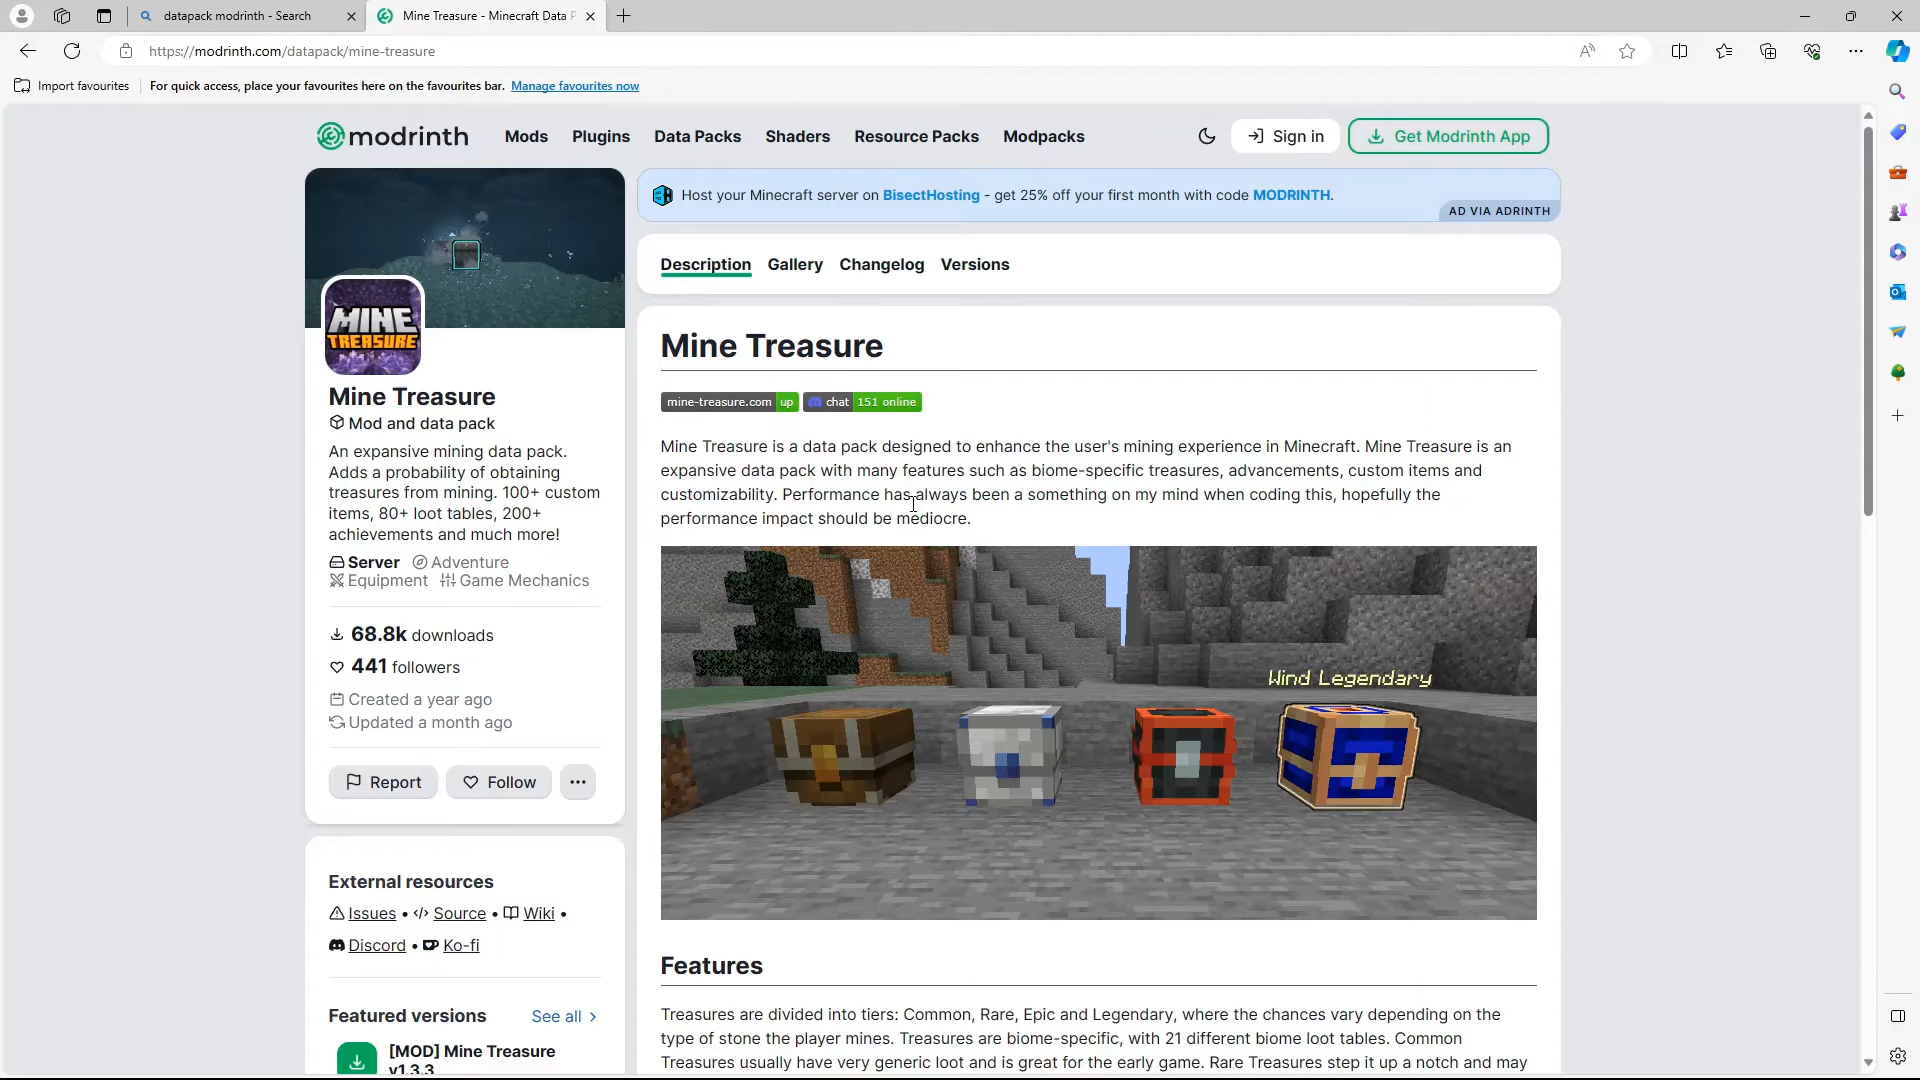 datapack modrinth - Search
Mine Treasure - Minecraft Data P
https://modrinth.com/datapack/mine-treasure
Import favourites
For quick access, place your favourites here on the favourites bar. Manage favourites now
modrinth
Mods Plugins Data Packs Shaders Resource Packs Modpacks
Sign in
Get Modrinth App
Host your Minecraft server on BisectHosting - get 25% off your first month with code MODRINTH.
AD VIA ADRINTH
MINE
TREASURE
Mine Treasure
Mod and data pack
An expansive mining data pack.
Adds a probability of obtaining
treasures from mining. 100+ custom
items, 80+ loot tables, 200+
achievements and much more!
Server Adventure
Equipment Game Mechanics
68.8k downloads
441 followers
Created a year ago
Updated a month ago
Report Follow
External resources
Issues • Source • Wiki •
Discord • Ko-fi
Featured versions See all
[MOD] Mine Treasure
v1.3.3
Description Gallery Changelog Versions
Mine Treasure
mine-treasure.com up chat 151 online
Mine Treasure is a data pack designed to enhance the user's mining experience in Minecraft. Mine Treasure is an
expansive data pack with many features such as biome-specific treasures, advancements, custom items and
customizability. Performance has always been a something on my mind when coding this, hopefully the
performance impact should be mediocre.
Wind Legendary
Features
Treasures are divided into tiers: Common, Rare, Epic and Legendary, where the chances vary depending on the
type of stone the player mines. Treasures are biome-specific, with 21 different biome loot tables. Common
Treasures usually have very generic loot and is great for the early game. Rare Treasures step it up a notch and may